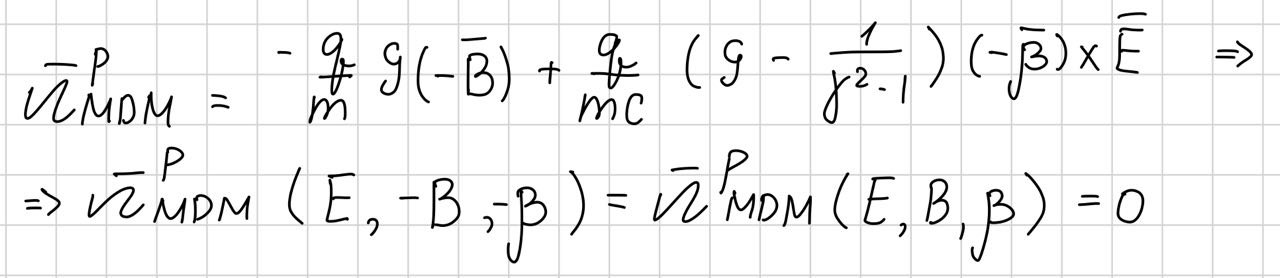 Ω̄ᴾ_MDM = - q/m G(-B̄) + q/mc (G - 1/(γ²-1)) (-β̄) × Ē ⇒
⇒ Ω̄ᴾ_MDM (E, -B, -β) = Ω̄ᴾ_MDM (E, B, β) = 0